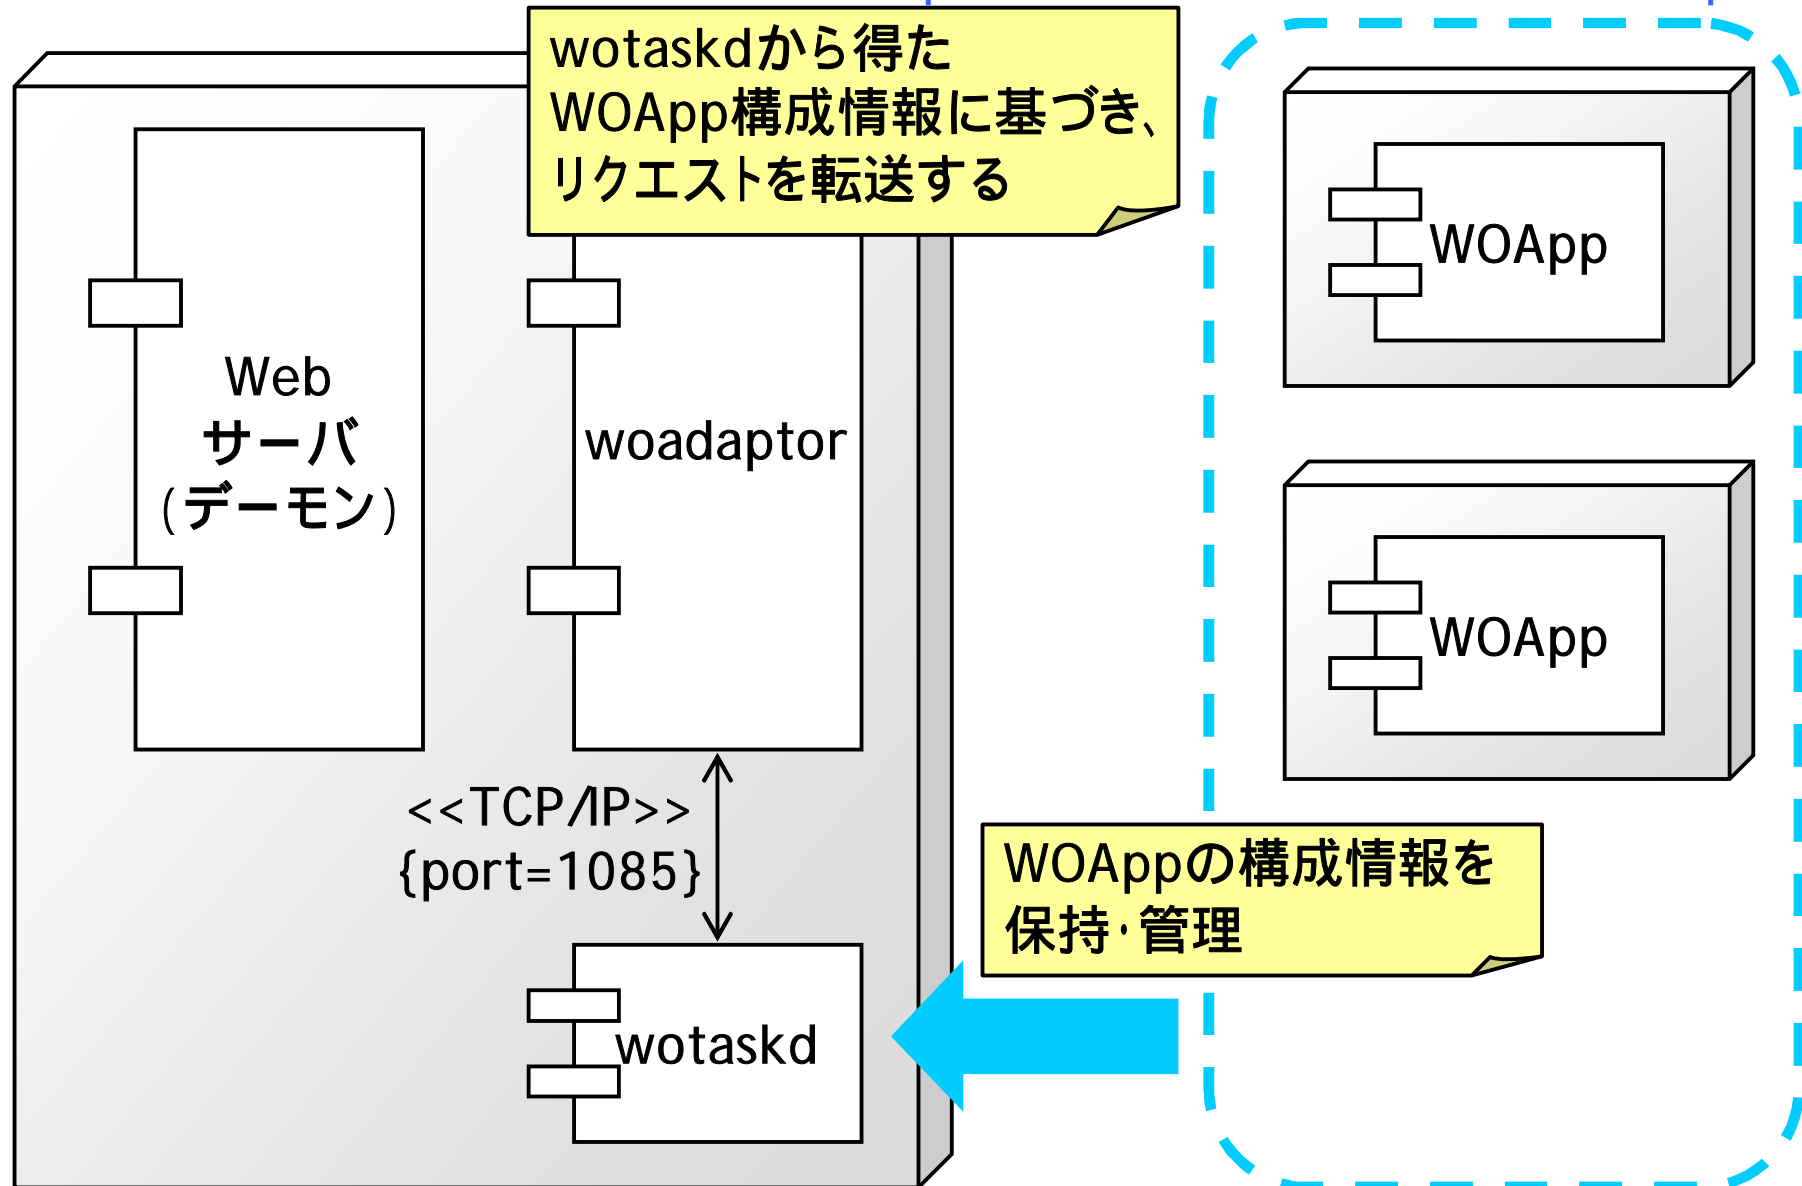 wotaskdから得た
WOApp構成情報に基づき、
リクエストを転送する
WOApp
Web
サーバ
(デーモン)
woadaptor
WOApp
<<TCP/IP>>
{port=1085}
WOAppの構成情報を
保持・管理
wotaskd